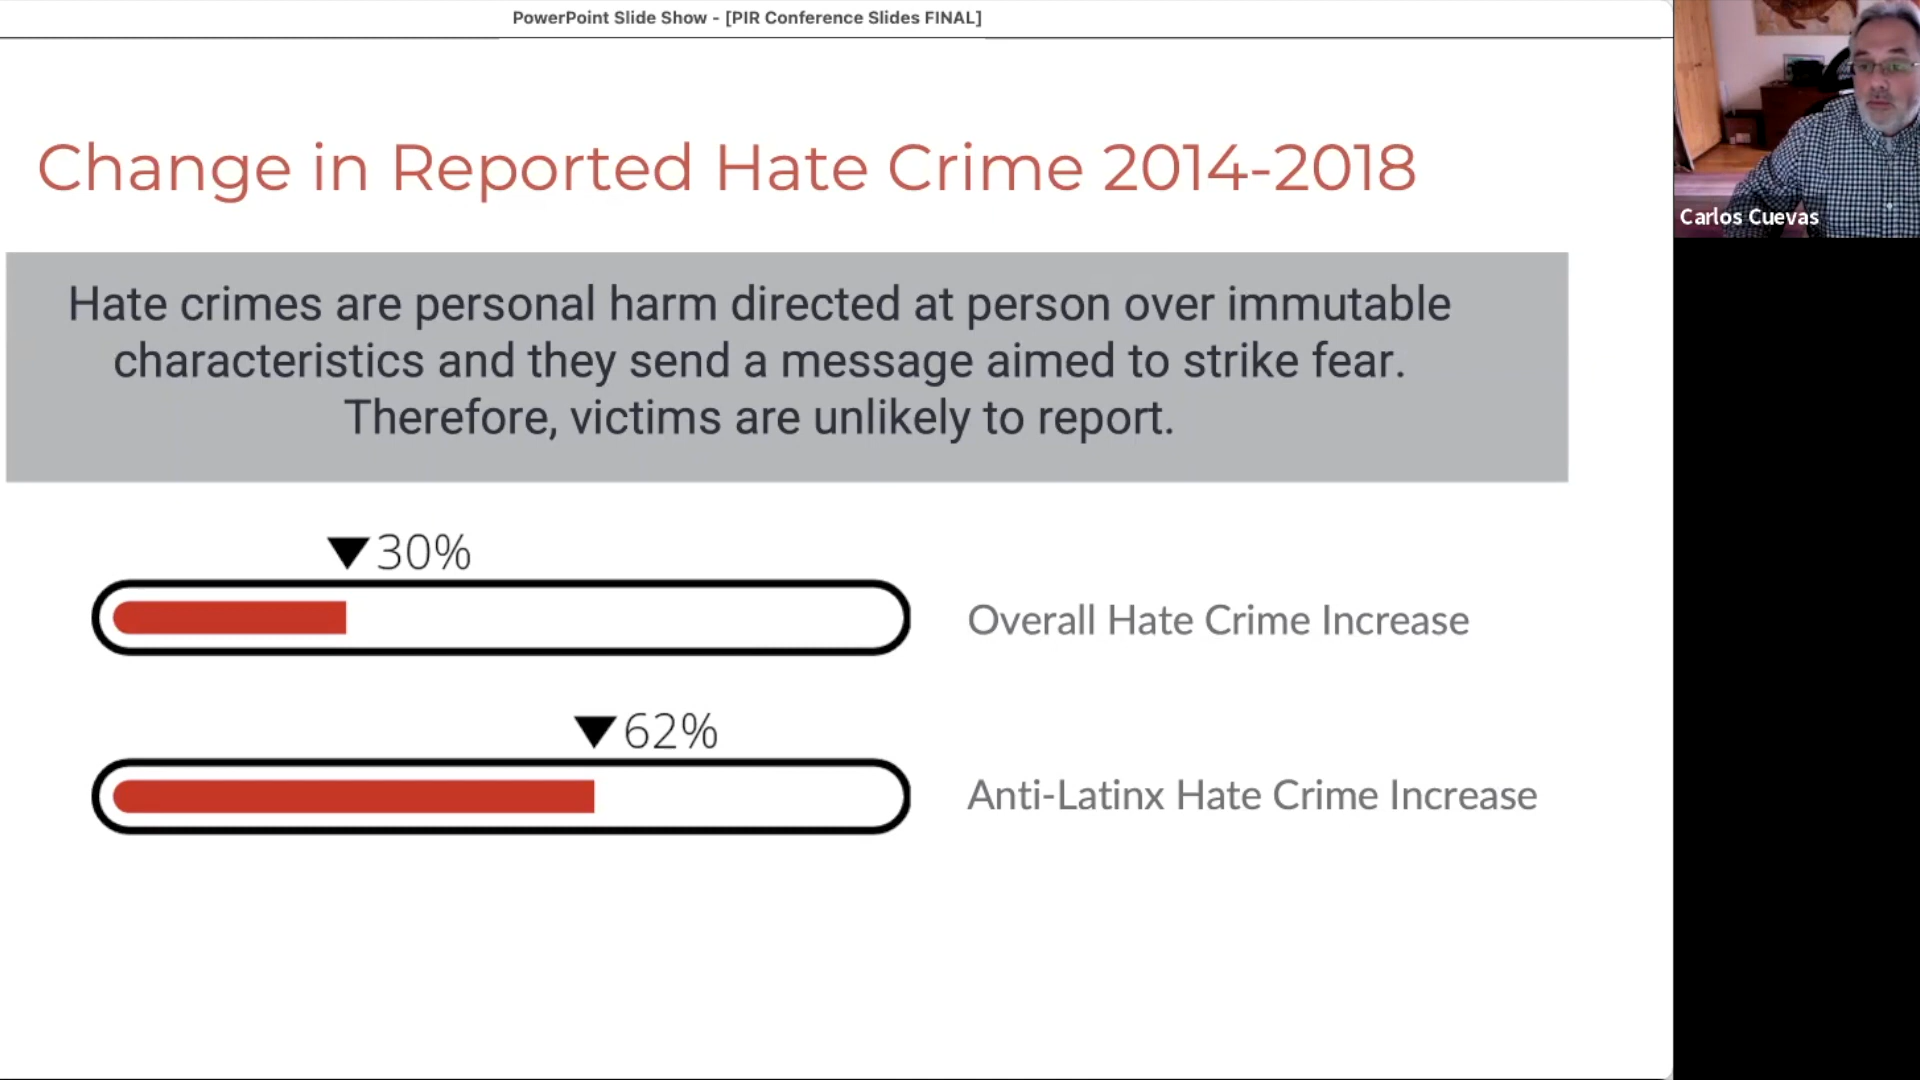 PowerPoint Slide Show - [PIR Conference Slides FINAL]
Change in Reported Hate Crime 2014-2018
Hate crimes are personal harm directed at person over immutable
characteristics and they send a message aimed to strike fear.
Therefore, victims are unlikely to report.
30%
Overall Hate Crime Increase
62%
Anti-Latinx Hate Crime Increase
Carlos Cuevas